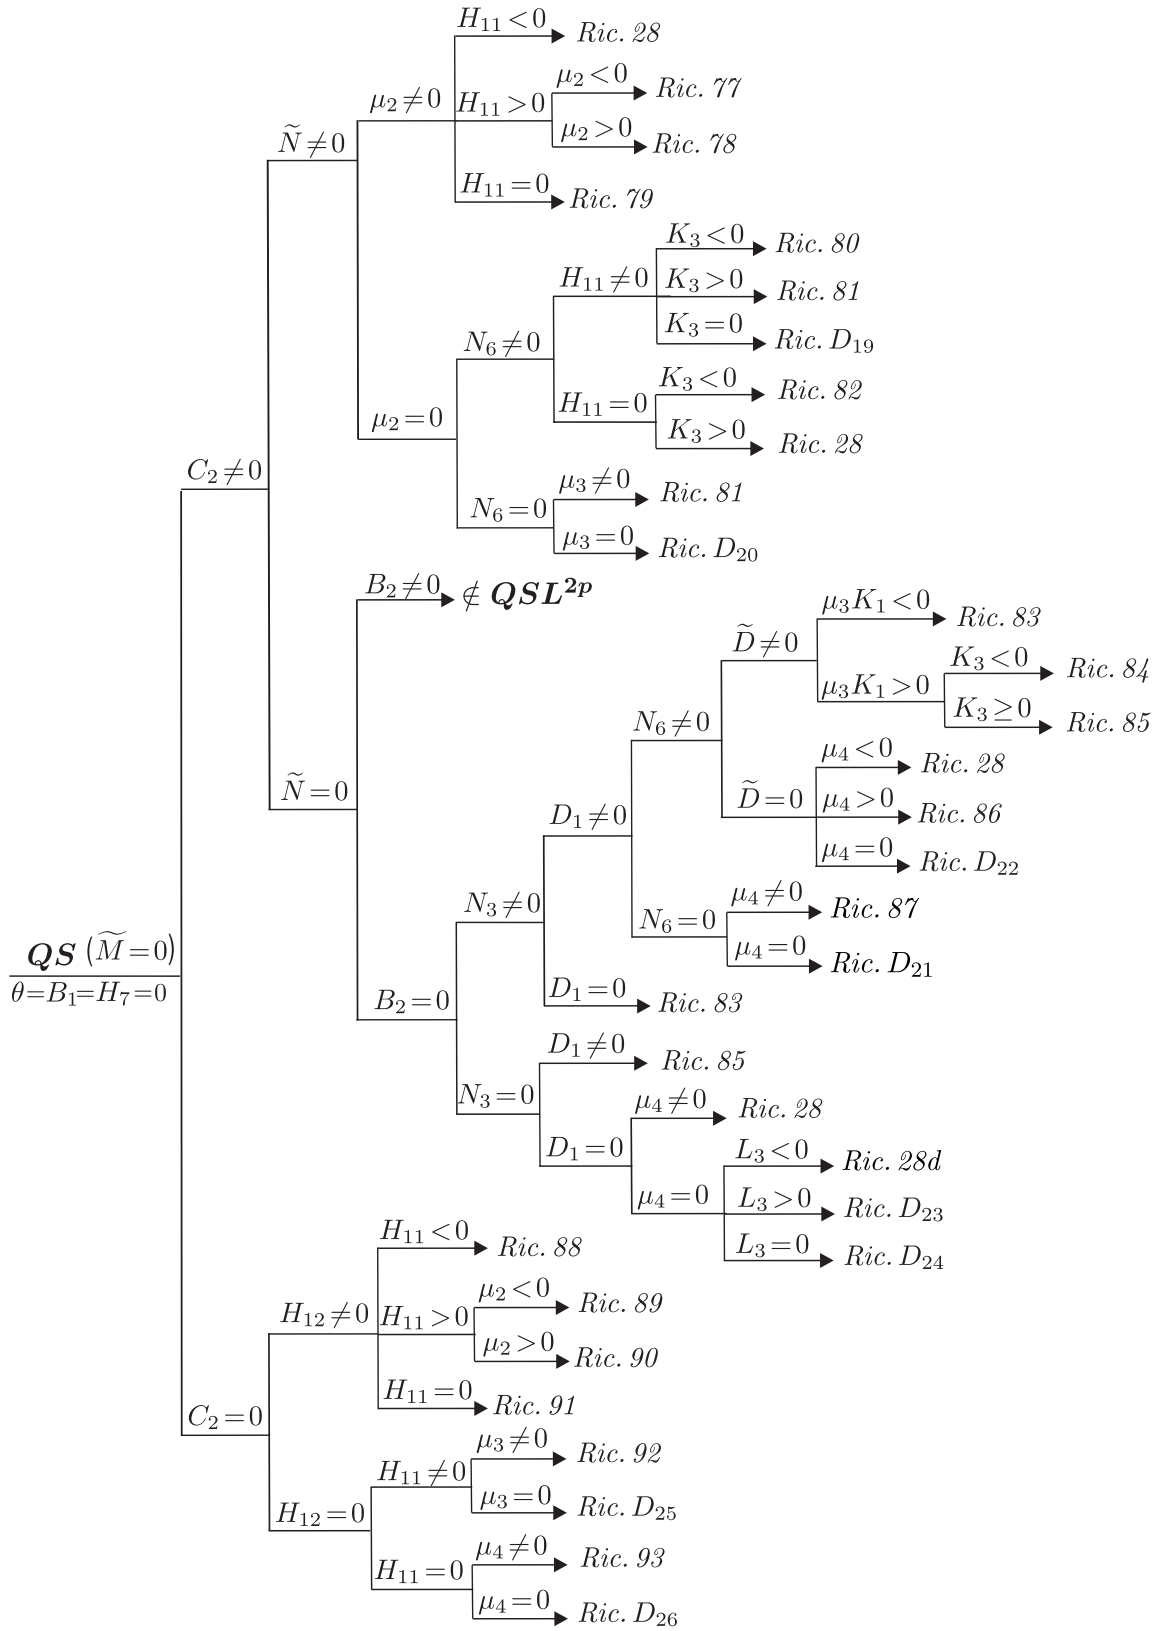 H₁₁<0 Ric. 28
μ₂<0 Ric. 77
μ₂≠0 H₁₁>0
μ₂>0 Ric. 78
Ñ≠0
H₁₁=0 Ric. 79
K₃<0 Ric. 80
H₁₁≠0 K₃>0 Ric. 81
K₃=0 Ric. D₁₉
N₆≠0
K₃<0 Ric. 82
H₁₁=0
μ₂=0
K₃>0 Ric. 28
C₂≠0
μ₃≠0 Ric. 81
N₆=0
μ₃=0 Ric. D₂₀
B₂≠0 ∉ QSL²ᵖ
μ₃K₁<0 Ric. 83
D̃≠0
K₃<0 Ric. 84
μ₃K₁>0
K₃≥0 Ric. 85
N₆≠0
μ₄<0 Ric. 28
Ñ=0
D̃=0 μ₄>0 Ric. 86
D₁≠0
μ₄=0 Ric. D₂₂
μ₄≠0 Ric. 87
N₃≠0
N₆=0
μ₄=0 Ric. D₂₁
QS (M̃=0)
θ=B₁=H₇=0
B₂=0
D₁=0 Ric. 83
D₁≠0 Ric. 85
N₃=0
μ₄≠0 Ric. 28
D₁=0
L₃<0 Ric. 28d
μ₄=0 L₃>0 Ric. D₂₃
L₃=0 Ric. D₂₄
H₁₁<0 Ric. 88
μ₂<0 Ric. 89
H₁₂≠0 H₁₁>0
μ₂>0 Ric. 90
H₁₁=0 Ric. 91
C₂=0
μ₃≠0 Ric. 92
H₁₁≠0
μ₃=0 Ric. D₂₅
H₁₂=0
μ₄≠0 Ric. 93
H₁₁=0
μ₄=0 Ric. D₂₆